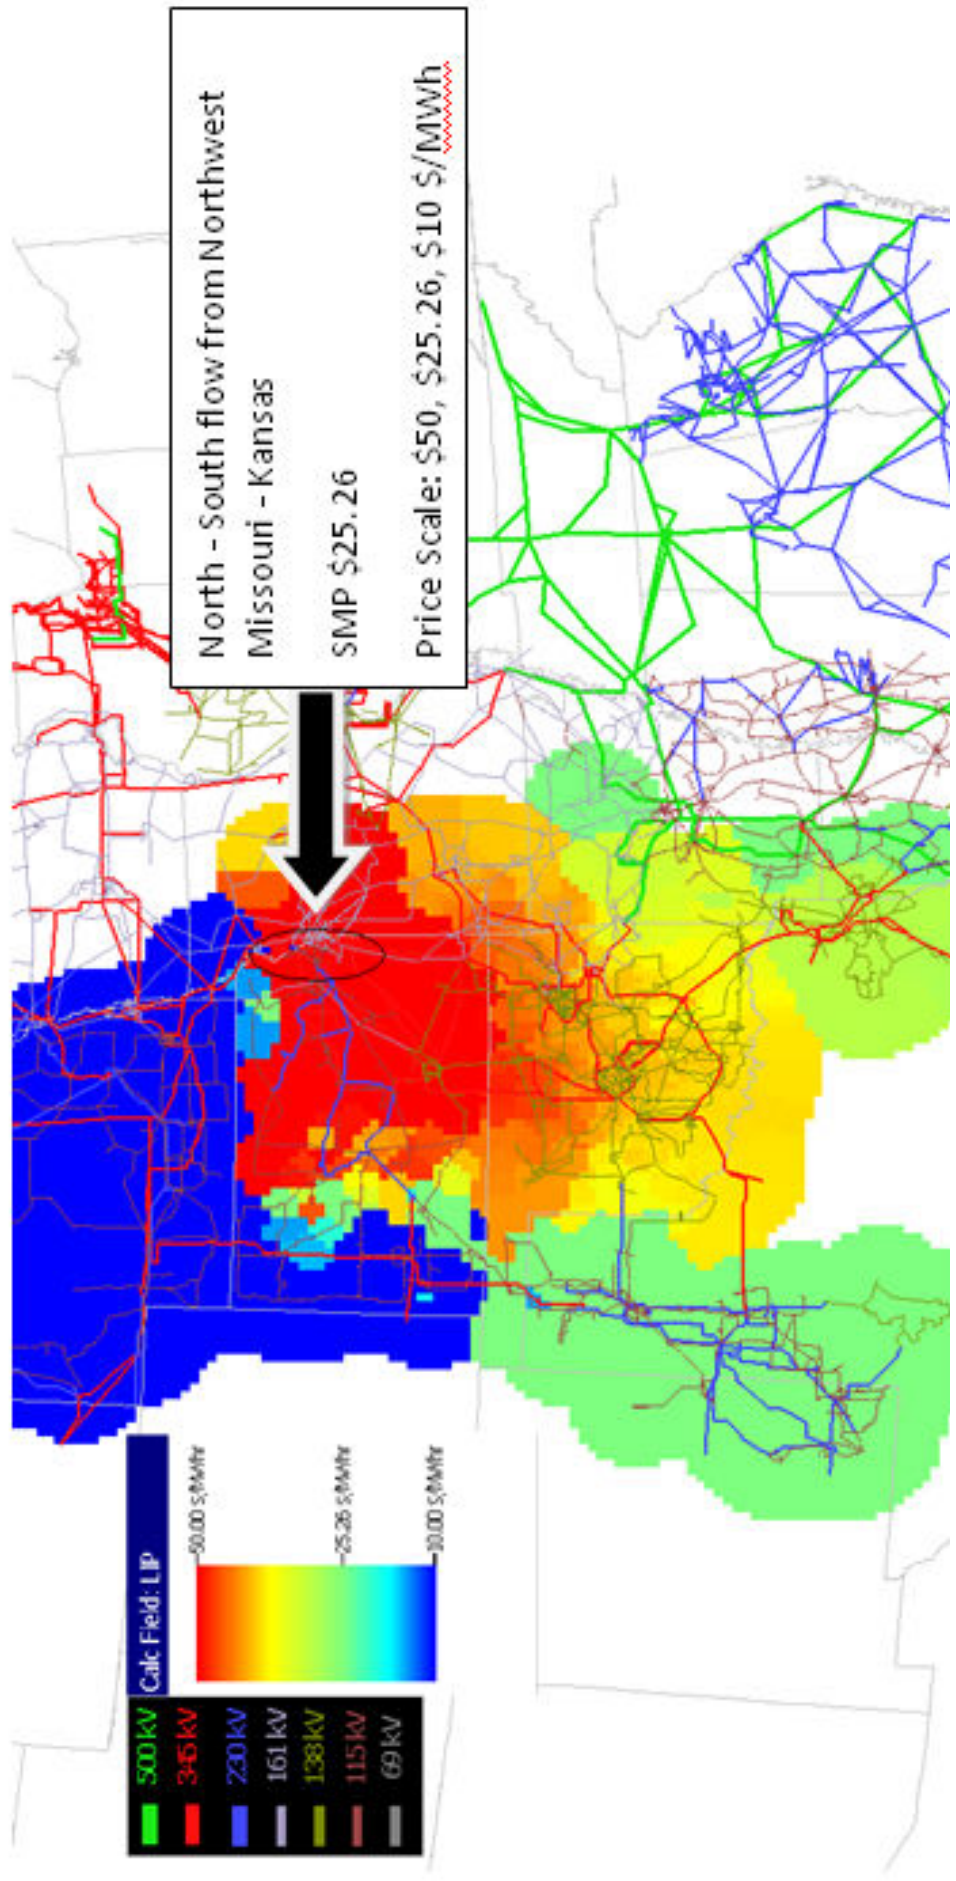 North - South flow from Northwest
Missouri - Kansas
SMP $25.26
Price Scale: $50, $25.26, $10 $/MWh
Calc Field: LIP
50.00 $/MWhr
25.26 $/MWhr
10.00 $/MWhr
500 kV
345 kV
230 kV
161 kV
138 kV
115 kV
69 kV